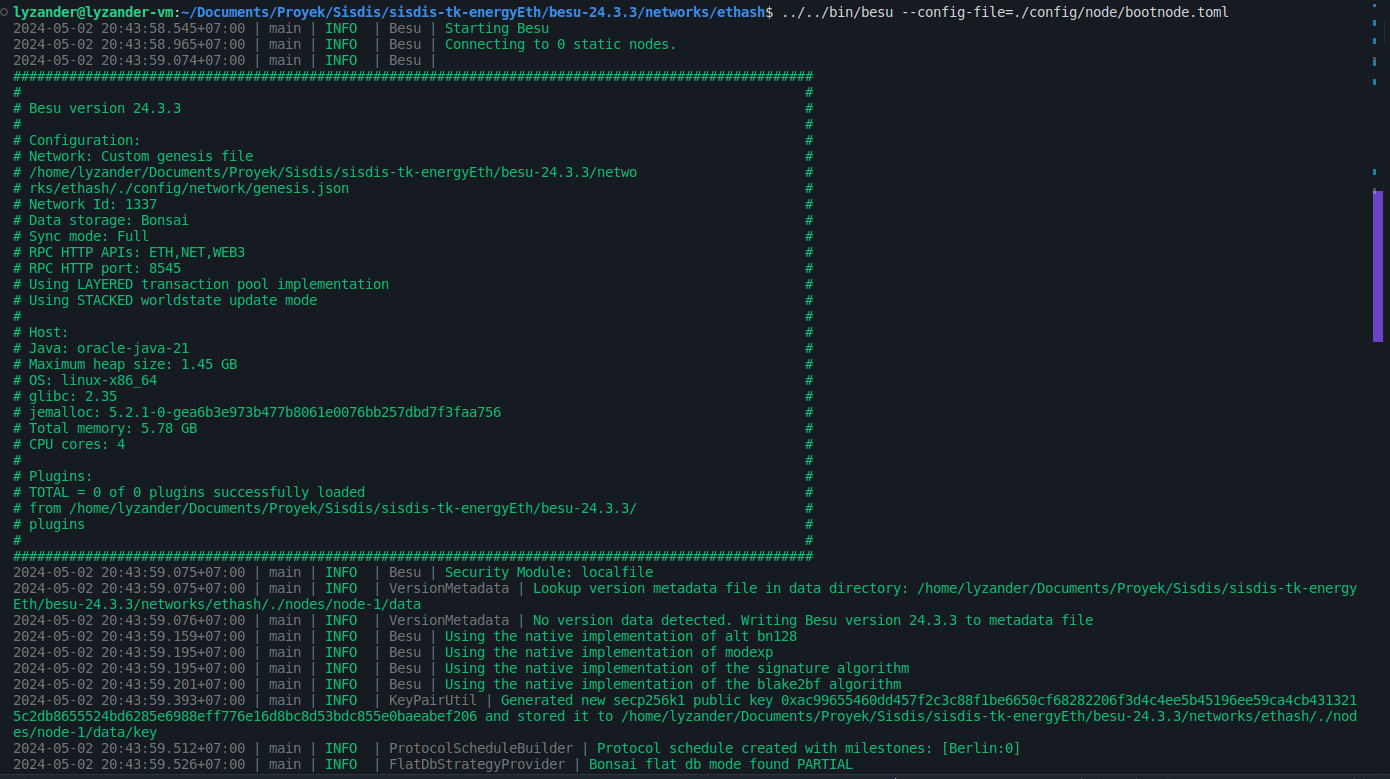 lyzander@lyzander-vm:~/Documents/Proyek/Sisdis/sisdis-tk-energyEth/besu-24.3.3/networks/ethash$ ../../bin/besu --config-file=./config/node/bootnode.toml
2024-05-02 20:43:58.545+07:00 | main | INFO  | Besu | Starting Besu
2024-05-02 20:43:58.965+07:00 | main | INFO  | Besu | Connecting to 0 static nodes.
2024-05-02 20:43:59.074+07:00 | main | INFO  | Besu |
####################################################################################################
#                                                                                                  #
# Besu version 24.3.3                                                                              #
#                                                                                                  #
# Configuration:                                                                                   #
# Network: Custom genesis file                                                                     #
# /home/lyzander/Documents/Proyek/Sisdis/sisdis-tk-energyEth/besu-24.3.3/netwo                     #
# rks/ethash/./config/network/genesis.json                                                         #
# Network Id: 1337                                                                                 #
# Data storage: Bonsai                                                                             #
# Sync mode: Full                                                                                  #
# RPC HTTP APIs: ETH,NET,WEB3                                                                      #
# RPC HTTP port: 8545                                                                              #
# Using LAYERED transaction pool implementation                                                    #
# Using STACKED worldstate update mode                                                             #
#                                                                                                  #
# Host:                                                                                            #
# Java: oracle-java-21                                                                             #
# Maximum heap size: 1.45 GB                                                                       #
# OS: linux-x86_64                                                                                 #
# glibc: 2.35                                                                                      #
# jemalloc: 5.2.1-0-gea6b3e973b477b8061e0076bb257dbd7f3faa756                                      #
# Total memory: 5.78 GB                                                                            #
# CPU cores: 4                                                                                     #
#                                                                                                  #
# Plugins:                                                                                         #
# TOTAL = 0 of 0 plugins successfully loaded                                                       #
# from /home/lyzander/Documents/Proyek/Sisdis/sisdis-tk-energyEth/besu-24.3.3/                     #
# plugins                                                                                          #
#                                                                                                  #
####################################################################################################
2024-05-02 20:43:59.075+07:00 | main | INFO  | Besu | Security Module: localfile
2024-05-02 20:43:59.075+07:00 | main | INFO  | VersionMetadata | Lookup version metadata file in data directory: /home/lyzander/Documents/Proyek/Sisdis/sisdis-tk-energy
Eth/besu-24.3.3/networks/ethash/./nodes/node-1/data
2024-05-02 20:43:59.076+07:00 | main | INFO  | VersionMetadata | No version data detected. Writing Besu version 24.3.3 to metadata file
2024-05-02 20:43:59.159+07:00 | main | INFO  | Besu | Using the native implementation of alt bn128
2024-05-02 20:43:59.195+07:00 | main | INFO  | Besu | Using the native implementation of modexp
2024-05-02 20:43:59.195+07:00 | main | INFO  | Besu | Using the native implementation of the signature algorithm
2024-05-02 20:43:59.201+07:00 | main | INFO  | Besu | Using the native implementation of the blake2bf algorithm
2024-05-02 20:43:59.393+07:00 | main | INFO  | KeyPairUtil | Generated new secp256k1 public key 0xac99655460dd457f2c3c88f1be6650cf68282206f3d4c4ee5b45196ee59ca4cb431321
5c2db8655524bd6285e6988eff776e16d8bc8d53bdc855e0baeabef206 and stored it to /home/lyzander/Documents/Proyek/Sisdis/sisdis-tk-energyEth/besu-24.3.3/networks/ethash/./nod
es/node-1/data/key
2024-05-02 20:43:59.512+07:00 | main | INFO  | ProtocolScheduleBuilder | Protocol schedule created with milestones: [Berlin:0]
2024-05-02 20:43:59.526+07:00 | main | INFO  | FlatDbStrategyProvider | Bonsai flat db mode found PARTIAL